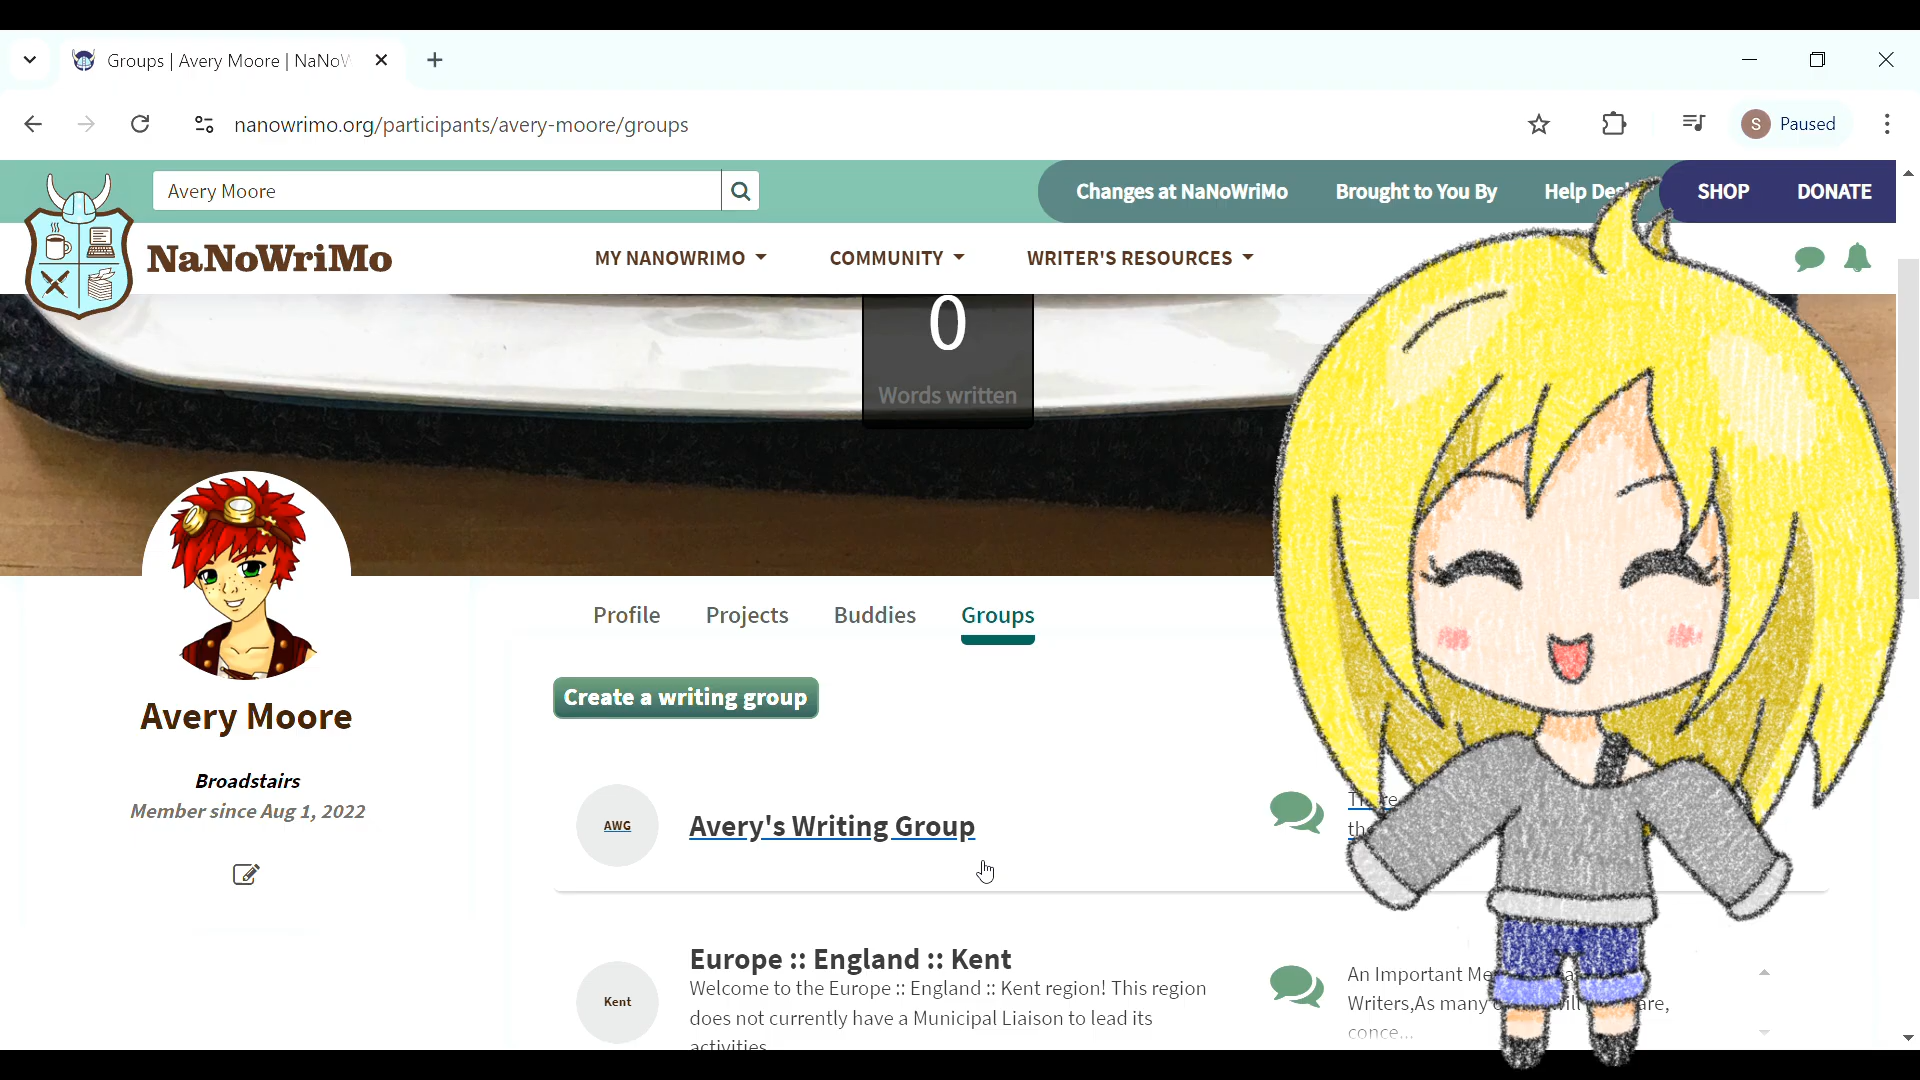 Groups | Avery Moore | NaNoW
nanowrimo.org/participants/avery-moore/groups
S Paused
Avery Moore
Changes at NaNoWriMo Brought to You By Help SHOP DONATE
NaNoWriMo
MY NANOWRIMO COMMUNITY WRITER'S RESOURCES
0
Words written
Profile Projects Buddies Groups
Create a writing group
Avery Moore
Broadstairs
Member since Aug 1, 2022
AWG
Avery's Writing Group
Kent
Europe :: England :: Kent
Welcome to the Europe :: England :: Kent region! This region
does not currently have a Municipal Liaison to lead its
activities
An Important
Writers,As many
conce...